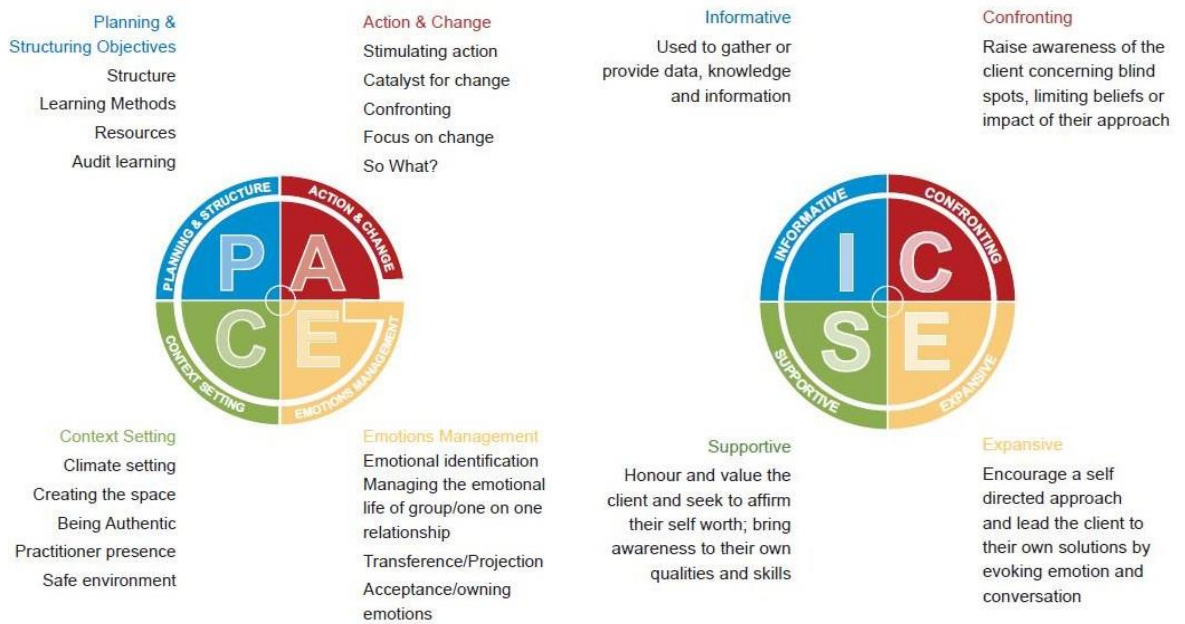 Planning &
Structuring Objectives
Structure
Learning Methods
Resources
Audit learning
Action & Change
Stimulating action
Catalyst for change
Confronting
Focus on change
So What?
PLANNING & STRUCTURE
ACTION & CHANGE
P A
C E
CONTEXT SETTING
EMOTIONS MANAGEMENT
Context Setting
Climate setting
Creating the space
Being Authentic
Practitioner presence
Safe environment
Emotions Management
Emotional identification
Managing the emotional
life of group/one on one
relationship
Transference/Projection
Acceptance/owning
emotions
Informative
Used to gather or
provide data, knowledge
and information
Confronting
Raise awareness of the
client concerning blind
spots, limiting beliefs or
impact of their approach
INFORMATIVE
CONFRONTING
I C
S E
SUPPORTIVE
EXPANSIVE
Supportive
Honour and value the
client and seek to affirm
their self worth; bring
awareness to their own
qualities and skills
Expansive
Encourage a self
directed approach
and lead the client to
their own solutions by
evoking emotion and
conversation